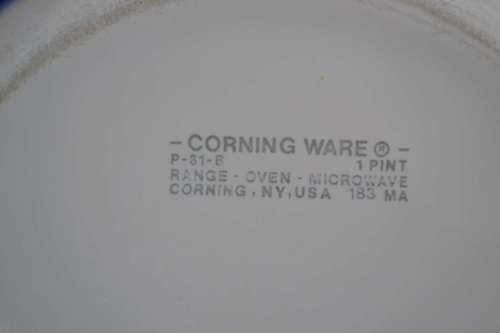 - CORNING WARE ® -
P-81-B 1 PINT
RANGE - OVEN - MICROWAVE
CORNING, NY, USA 183 MA